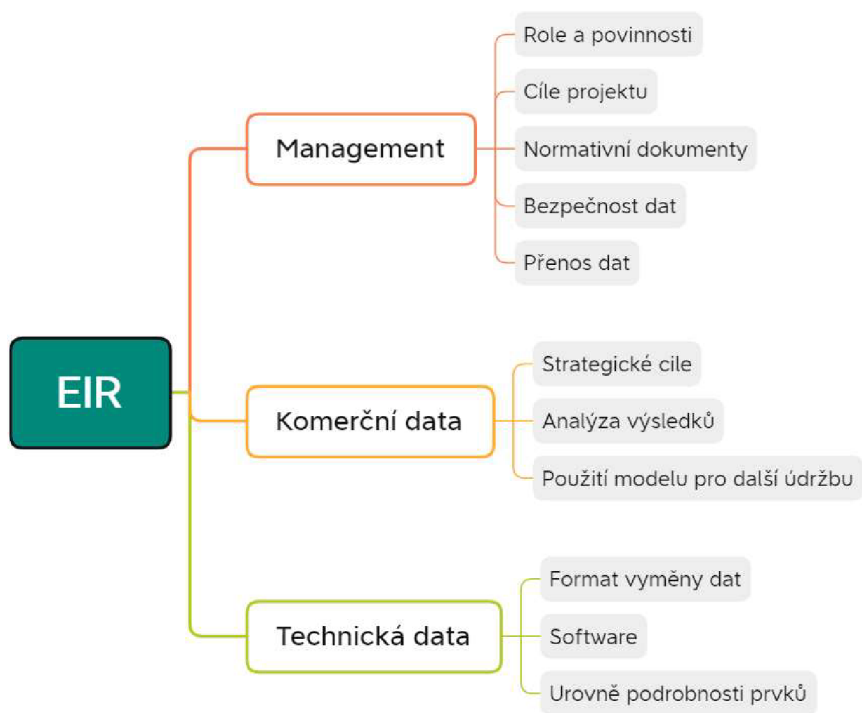 EIR
Management
Role a povinnosti
Cíle projektu
Normativní dokumenty
Bezpečnost dat
Přenos dat
Komerční data
Strategické cile
Analýza výsledků
Použití modelu pro další údržbu
Technická data
Format vyměny dat
Software
Urovně podrobnosti prvků